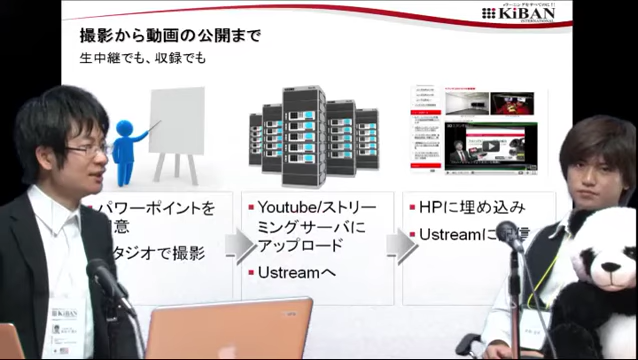 撮影から動画の公開まで
生中継でも、収録でも
KiBAN
INTERNATIONAL
パワーポイントを
意
タジオで撮影
Youtube/ストリー
ミングサーバに
アップロード
Ustreamへ
HPに埋め込み
Ustreamに
信
KiBAN